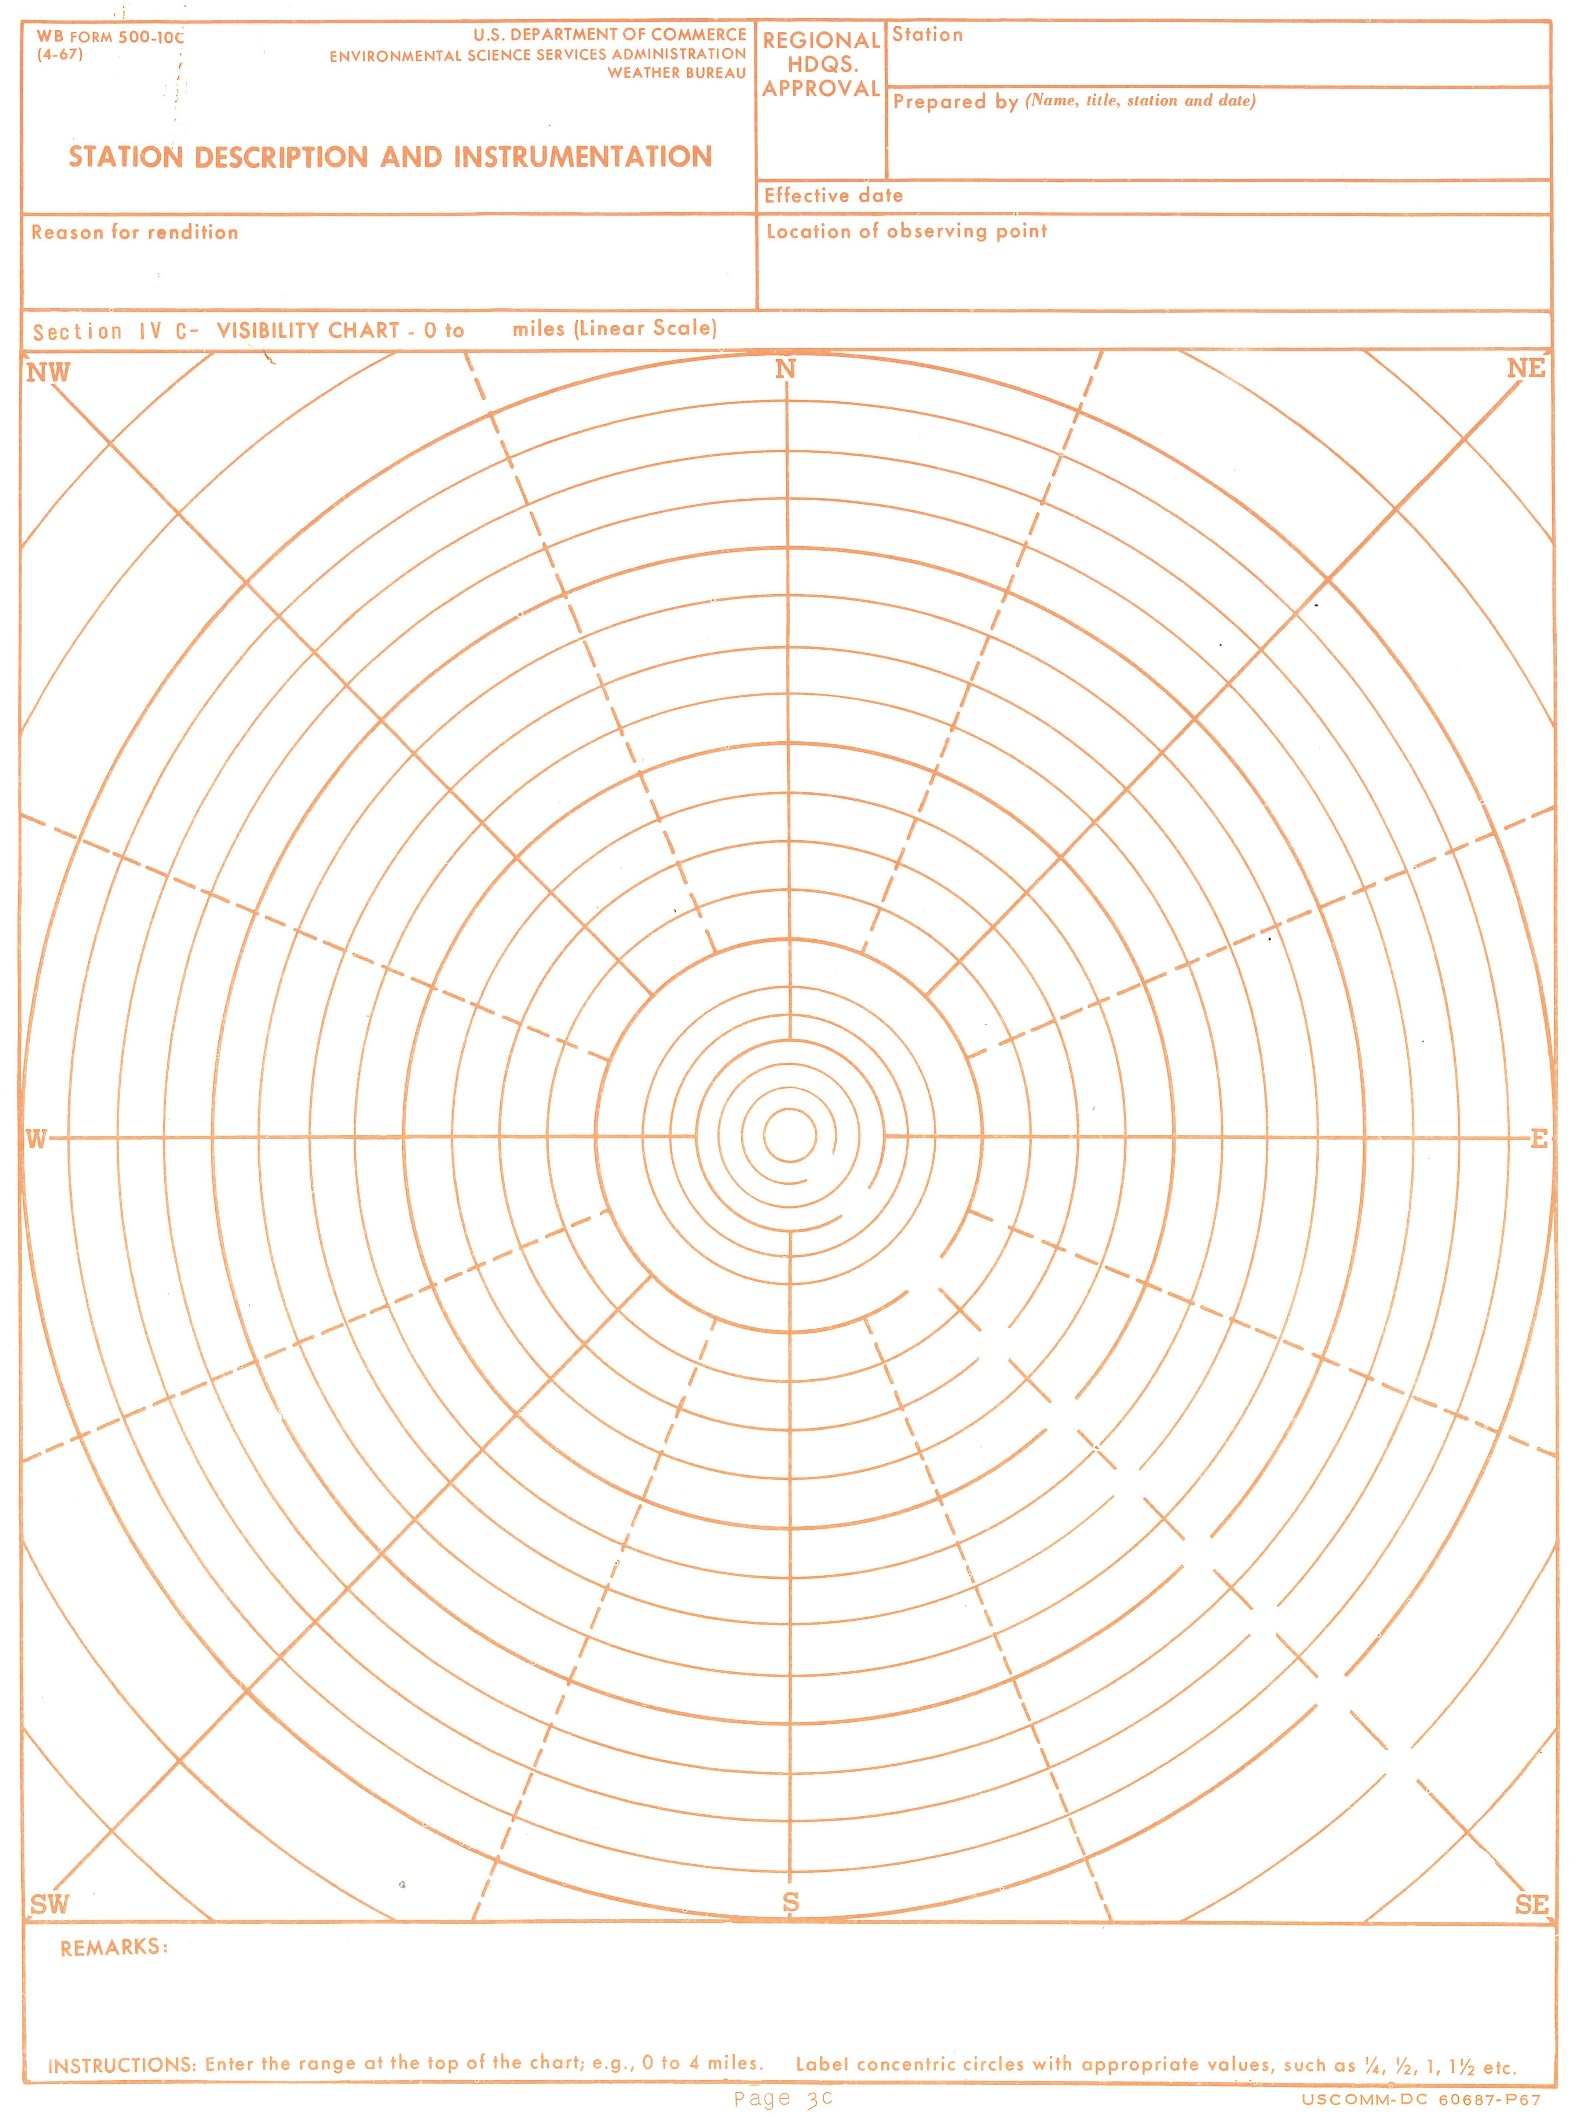 WB FORM 500-10C
(4-67)
U.S. DEPARTMENT OF COMMERCE
ENVIRONMENTAL SCIENCE SERVICES ADMINISTRATION
WEATHER BUREAU
STATION DESCRIPTION AND INSTRUMENTATION
REGIONAL
HDQS.
APPROVAL
Station
Prepared by (Name, title, station and date)
Effective date
Reason for rendition
Location of observing point
Section IV C- VISIBILITY CHART - 0 to miles (Linear Scale)
NW
N
NE
W
E
SW
S
SE
REMARKS:
INSTRUCTIONS: Enter the range at the top of the chart; e.g., 0 to 4 miles. Label concentric circles with appropriate values, such as ¼, ½, 1, 1½ etc.
Page 3C
USCOMM-DC 60687-P67